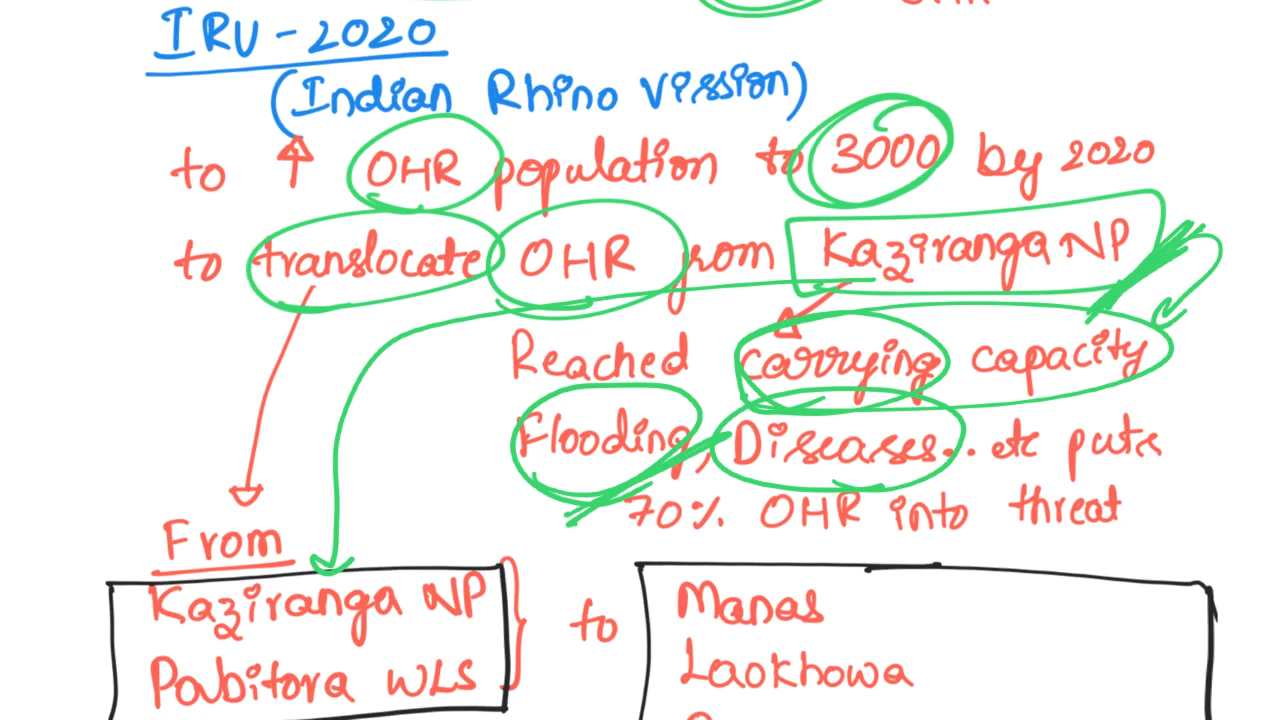 OHR
IRV-2020
(Indian Rhino Vission)
to ↑ OHR population to 3000 by 2020
to translocate OHR from Kaziranga NP
Reached carrying capacity
Flooding, Diseases.. etc puts
70% OHR into threat
From
Kaziranga NP
Pabitora WLS
to
Manas
Laokhowa